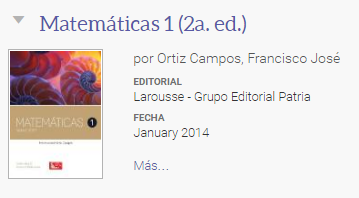 Matemáticas 1 (2a. ed.)
por Ortiz Campos, Francisco José
EDITORIAL
Larousse - Grupo Editorial Patria
FECHA
January 2014
Más...
MATEMÁTICAS 1